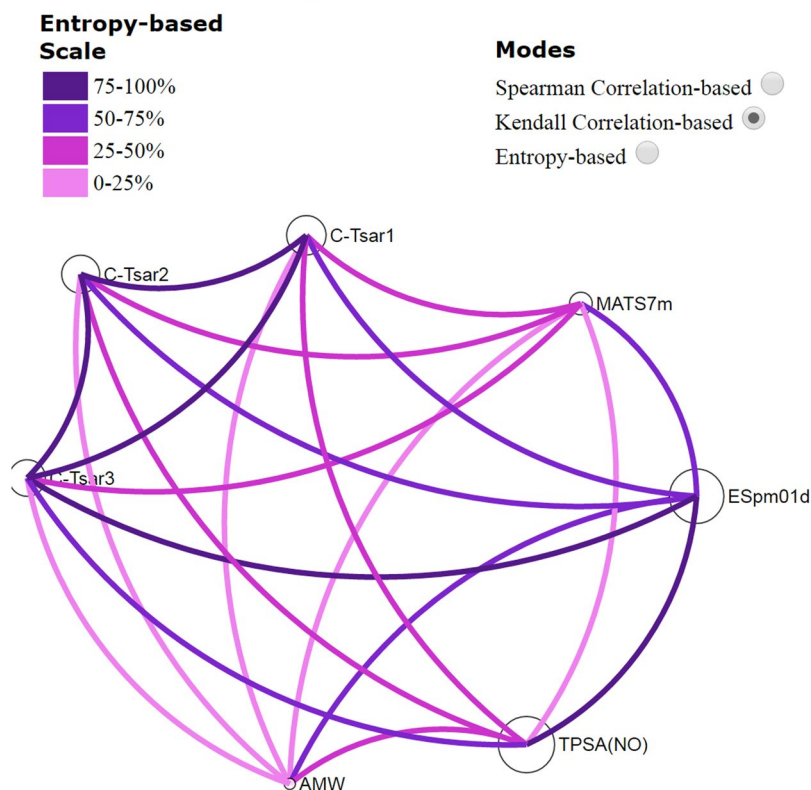 Entropy-based
Scale
75-100%
50-75%
25-50%
0-25%
Modes
Spearman Correlation-based
Kendall Correlation-based
Entropy-based
C-Tsar1
C-Tsar2
MATS7m
C-Tsar3
ESpm01d
TPSA(NO)
AMW